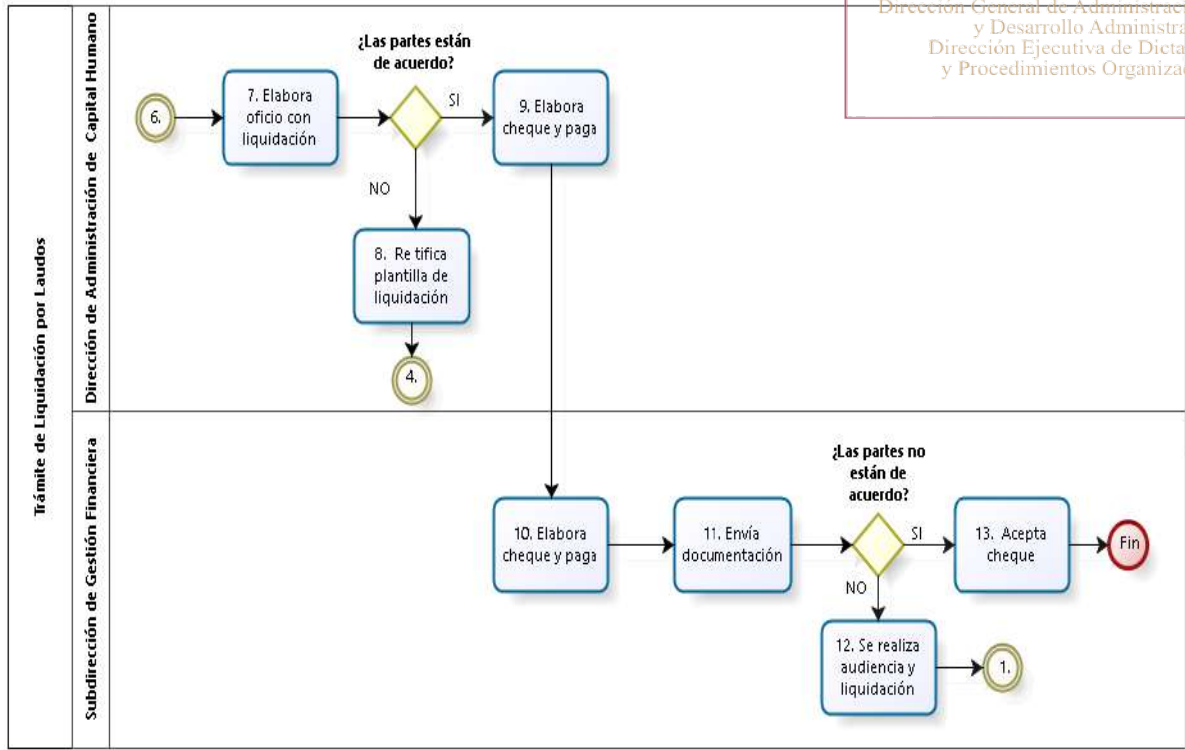 Dirección General de Administrac
y Desarrollo Administra
Dirección Ejecutiva de Dicta
y Procedimientos Organiza
Trámite de Liquidación por Laudos
Dirección de Administración de Capital Humano
6.
7. Elabora
oficio con
liquidación
¿Las partes están
de acuerdo?
SI
9. Elabora
cheque y paga
NO
8. Re tifica
plantilla de
liquidación
4.
Subdirección de Gestión Financiera
10. Elabora
cheque y paga
11. Envía
documentación
¿Las partes no
están de
acuerdo?
SI
13. Acepta
cheque
Fin
NO
12. Se realiza
audiencia y
liquidación
1.